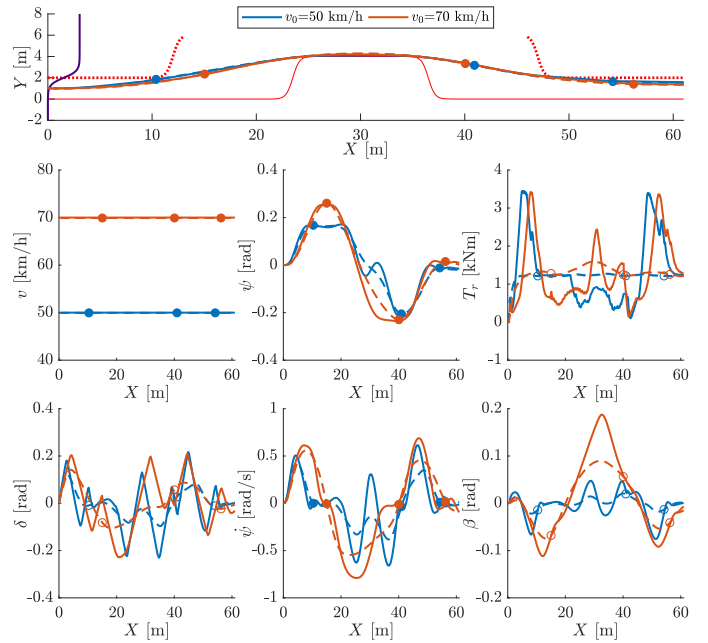 v₀=50 km/h v₀=70 km/h
Y [m]
8
6
4
2
0
-2
0 10 20 30 40 50 60
X [m]
v [km/h]
80
70
60
50
40
0 20 40 60
X [m]
ψ [rad]
0.4
0.2
0
-0.2
-0.4
0 20 40 60
X [m]
Tᵣ [kNm]
4
3
2
1
0
-1
0 20 40 60
X [m]
δ [rad]
0.4
0.2
0
-0.2
-0.4
0 20 40 60
X [m]
ψ̇ [rad/s]
1
0.5
0
-0.5
-1
0 20 40 60
X [m]
β [rad]
0.2
0.1
0
-0.1
-0.2
0 20 40 60
X [m]